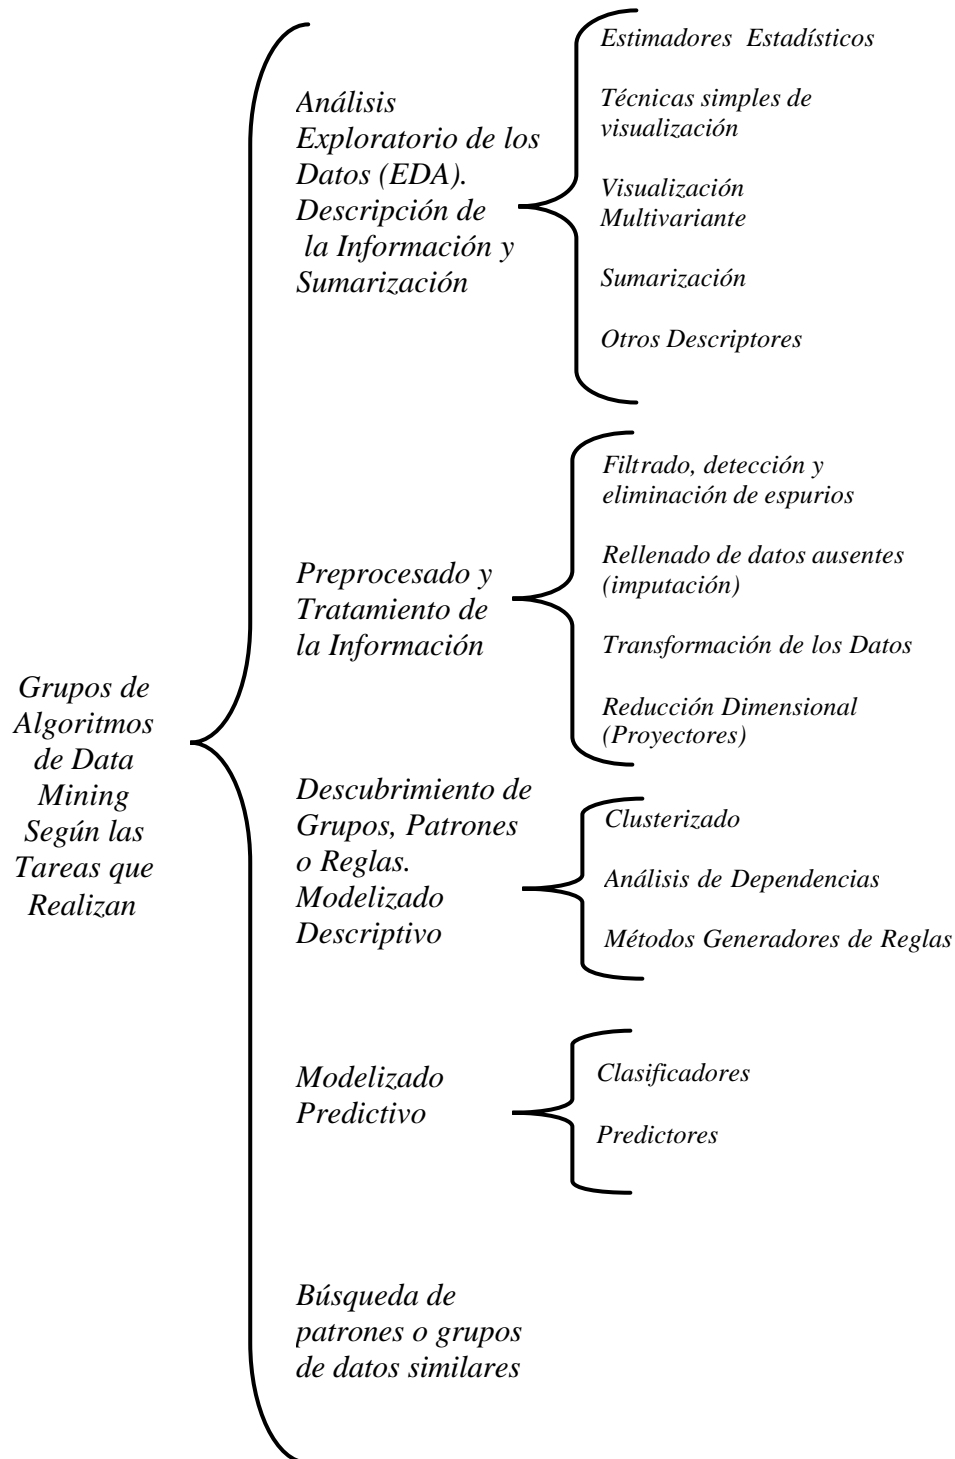 Grupos de
Algoritmos
de Data
Mining
Según las
Tareas que
Realizan
Análisis
Exploratorio de los
Datos (EDA).
Descripción de
la Información y
Sumarización
Estimadores Estadísticos
Técnicas simples de
visualización
Visualización
Multivariante
Sumarización
Otros Descriptores
Preprocesado y
Tratamiento de
la Información
Filtrado, detección y
eliminación de espurios
Rellenado de datos ausentes
(imputación)
Transformación de los Datos
Reducción Dimensional
(Proyectores)
Descubrimiento de
Grupos, Patrones
o Reglas.
Modelizado
Descriptivo
Clusterizado
Análisis de Dependencias
Métodos Generadores de Reglas
Modelizado
Predictivo
Clasificadores
Predictores
Búsqueda de
patrones o grupos
de datos similares